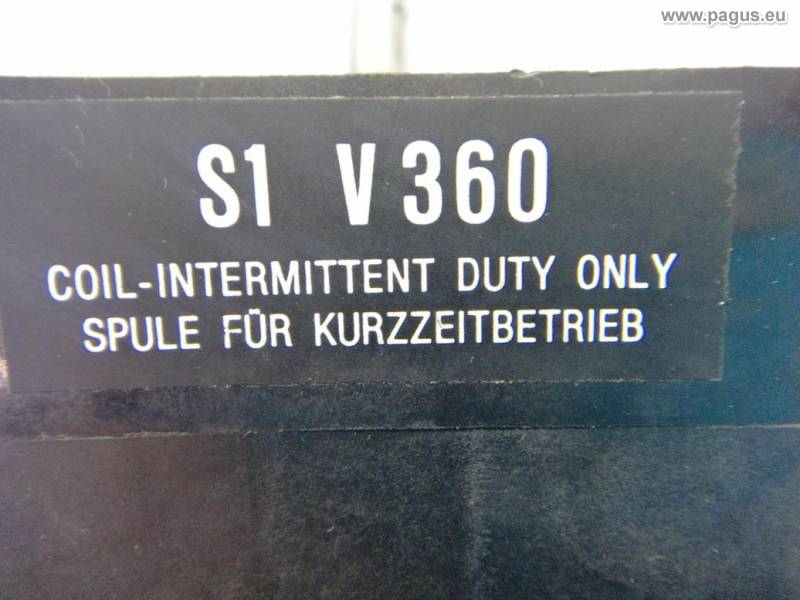 www.pagus.eu
S1 V360
COIL-INTERMITTENT DUTY ONLY
SPULE FÜR KURZZEITBETRIEB